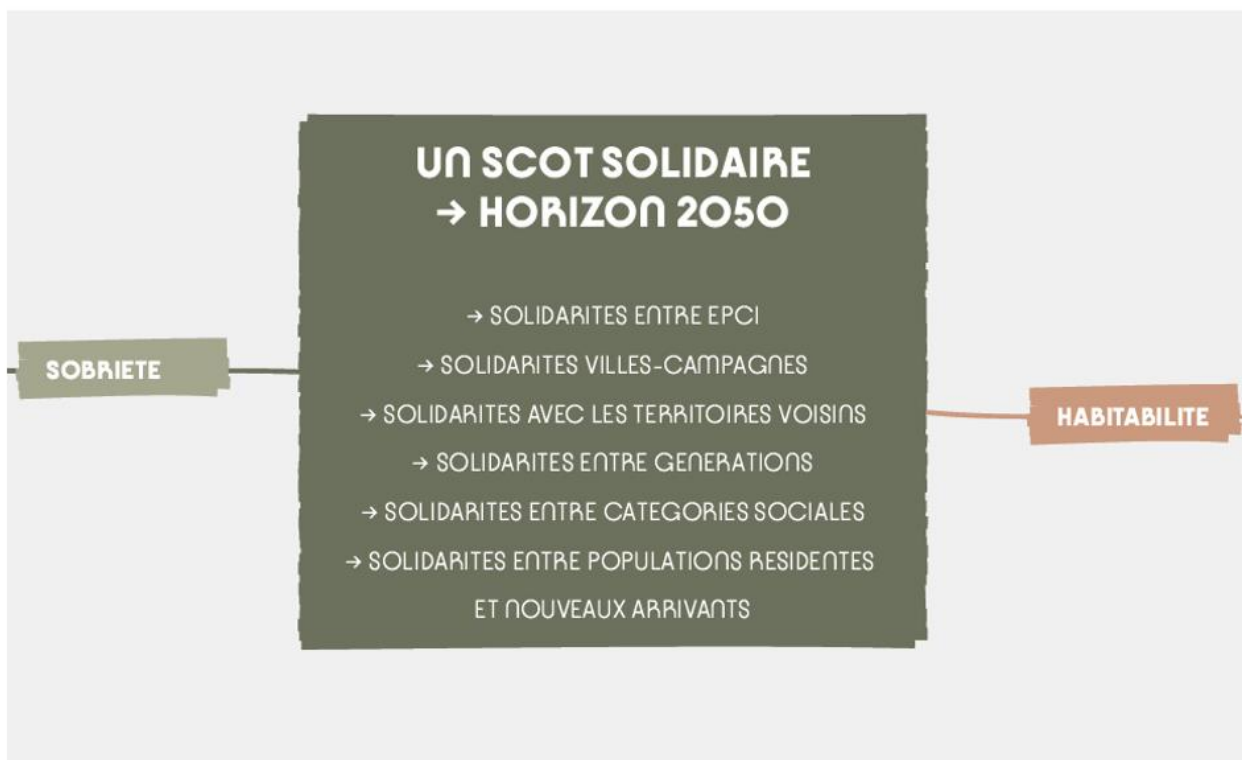 UN SCOT SOLIDAIRE
→ HORIZON 2050
→ SOLIDARITES ENTRE EPCI
→ SOLIDARITES VILLES-CAMPAGNES
SOBRIETE
→ SOLIDARITES AVEC LES TERRITOIRES VOISINS
HABITABILITE
→ SOLIDARITES ENTRE GENERATIONS
→ SOLIDARITES ENTRE CATEGORIES SOCIALES
→ SOLIDARITES ENTRE POPULATIONS RESIDENTES
ET NOUVEAUX ARRIVANTS